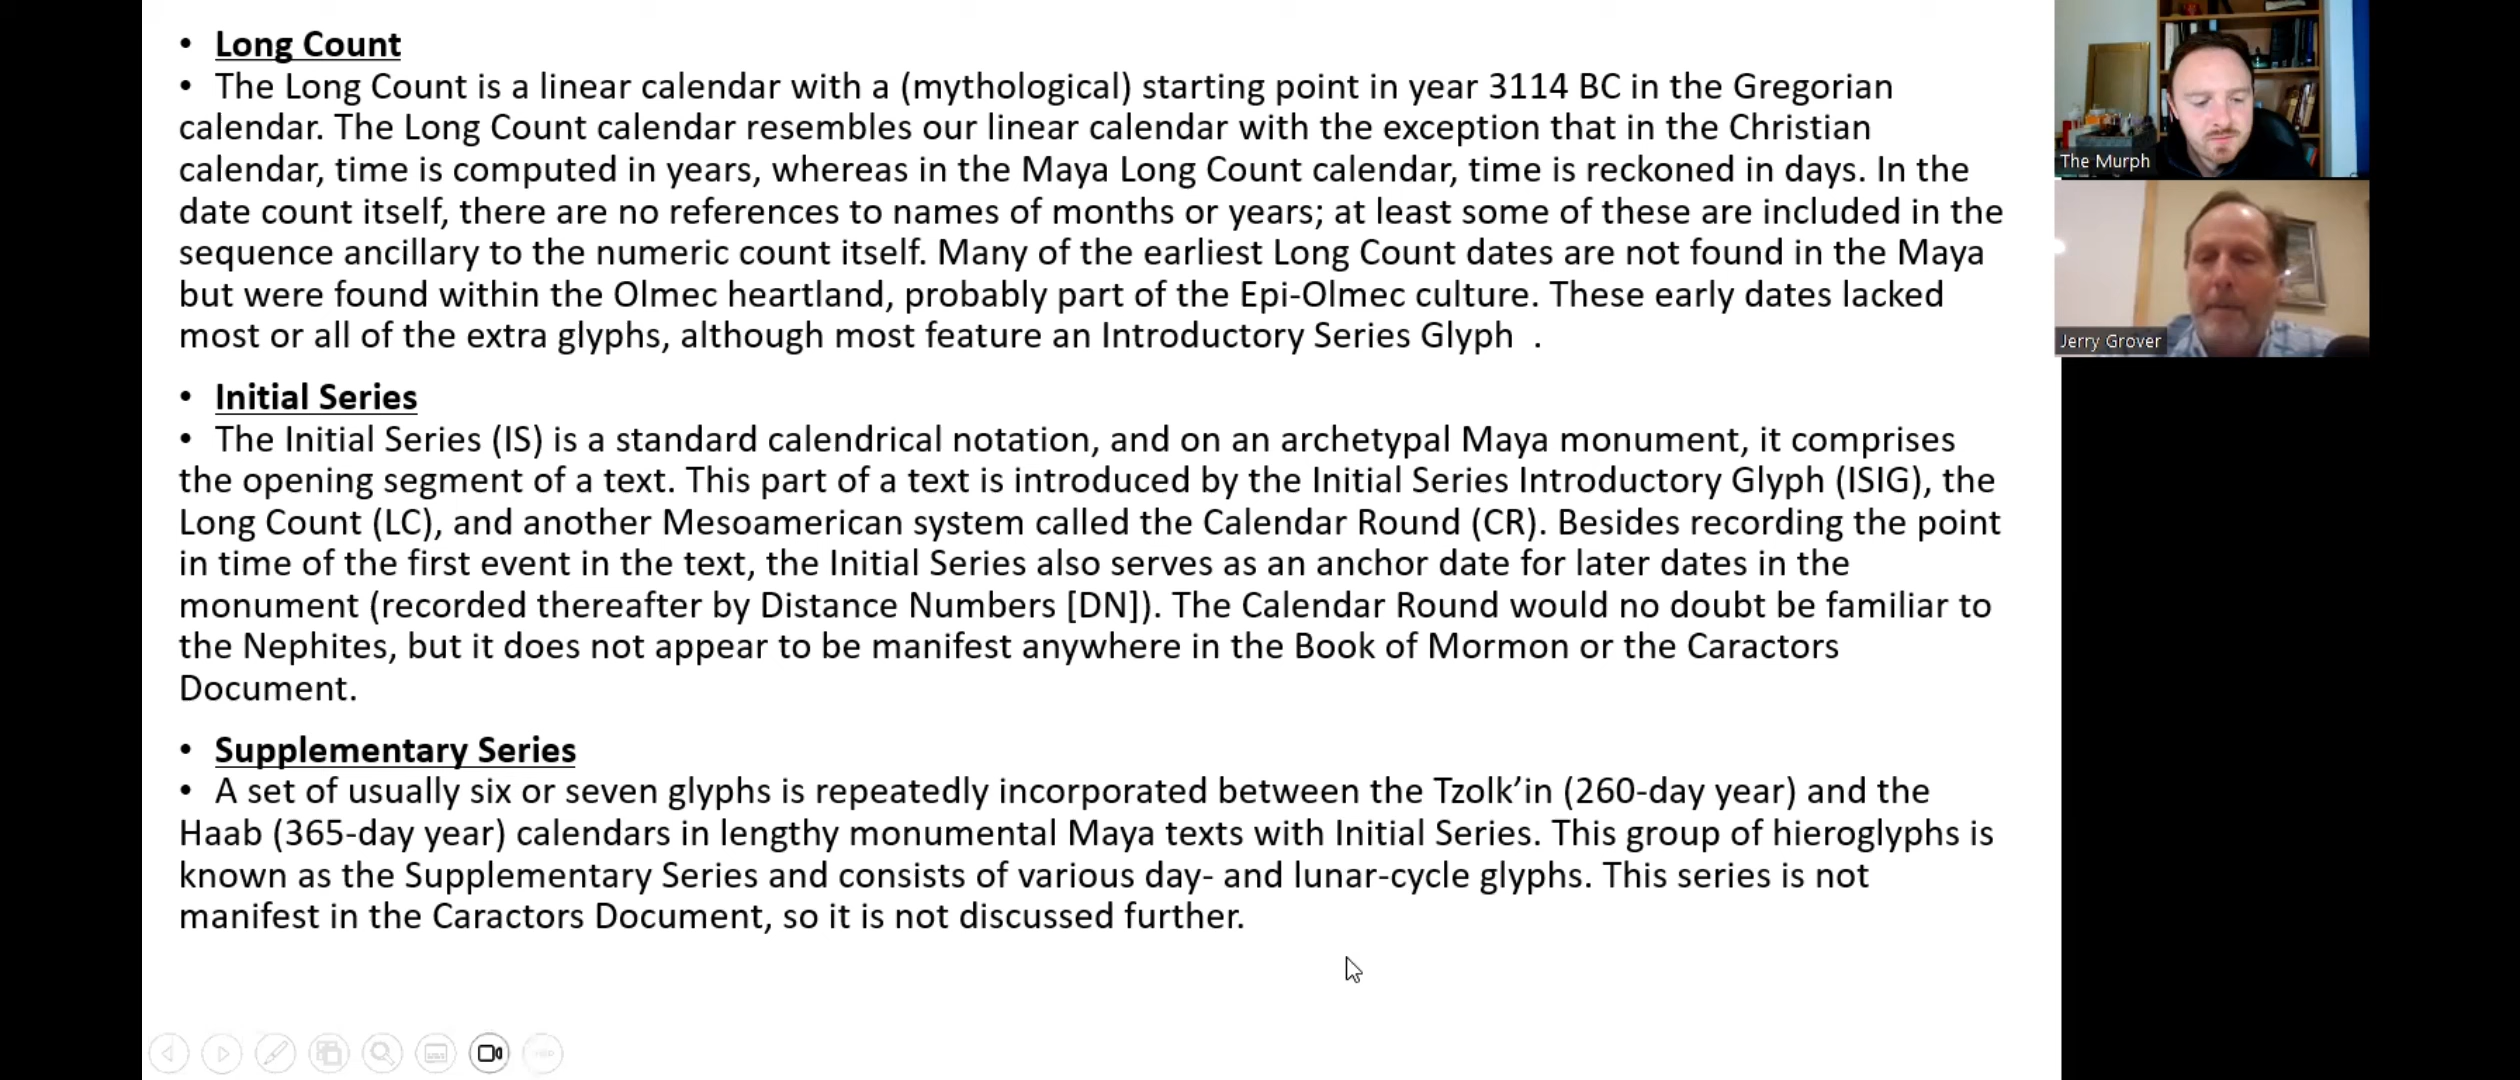 • Long Count
• The Long Count is a linear calendar with a (mythological) starting point in year 3114 BC in the Gregorian
calendar. The Long Count calendar resembles our linear calendar with the exception that in the Christian
calendar, time is computed in years, whereas in the Maya Long Count calendar, time is reckoned in days. In the
date count itself, there are no references to names of months or years; at least some of these are included in the
sequence ancillary to the numeric count itself. Many of the earliest Long Count dates are not found in the Maya
but were found within the Olmec heartland, probably part of the Epi-Olmec culture. These early dates lacked
most or all of the extra glyphs, although most feature an Introductory Series Glyph .
• Initial Series
• The Initial Series (IS) is a standard calendrical notation, and on an archetypal Maya monument, it comprises
the opening segment of a text. This part of a text is introduced by the Initial Series Introductory Glyph (ISIG), the
Long Count (LC), and another Mesoamerican system called the Calendar Round (CR). Besides recording the point
in time of the first event in the text, the Initial Series also serves as an anchor date for later dates in the
monument (recorded thereafter by Distance Numbers [DN]). The Calendar Round would no doubt be familiar to
the Nephites, but it does not appear to be manifest anywhere in the Book of Mormon or the Caractors
Document.
• Supplementary Series
• A set of usually six or seven glyphs is repeatedly incorporated between the Tzolk’in (260-day year) and the
Haab (365-day year) calendars in lengthy monumental Maya texts with Initial Series. This group of hieroglyphs is
known as the Supplementary Series and consists of various day- and lunar-cycle glyphs. This series is not
manifest in the Caractors Document, so it is not discussed further.
The Murph
Jerry Grover